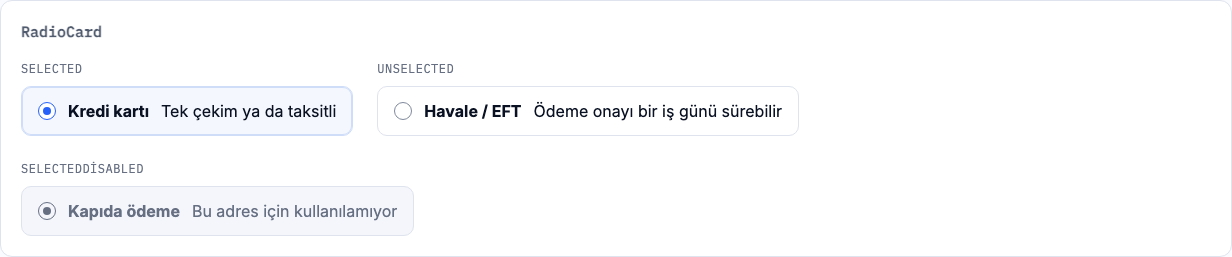 RadioCard
SELECTED
UNSELECTED
Kredi kartı Tek çekim ya da taksitli
Havale / EFT Ödeme onayı bir iş günü sürebilir
SELECTEDDİSABLED
Kapıda ödeme Bu adres için kullanılamıyor